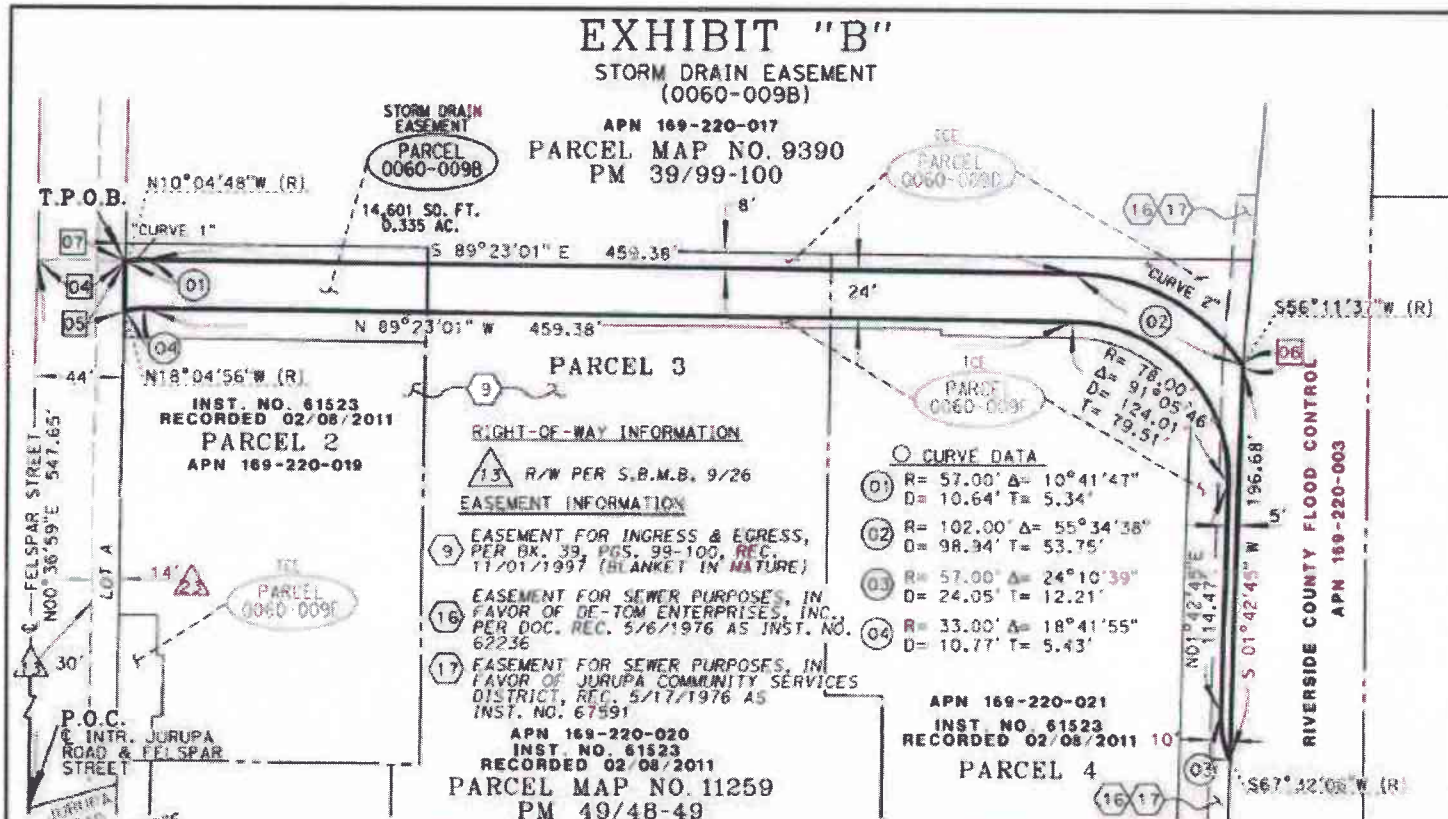 EXHIBIT "B"
STORM DRAIN EASEMENT
(0060-009B)
APN 169-220-017
PARCEL MAP NO. 9390
PM 39/99-100
STORM DRAIN
EASEMENT
PARCEL
0060-009B
14,601 SO. FT.
0.335 AC.
TCE
PARCEL
0060-009D
N10°04'48"W (R)
T.P.O.B.
"CURVE 1"
07
04
05
01
04
S 89°23'01" E 459.38'
8'
24'
N 89°23'01" W 459.38'
16
17
"CURVE 2"
02
S56°11'37"W (R)
06
44'
N18°04'56"W (R)
INST. NO. 61523
RECORDED 02/08/2011
PARCEL 2
APN 169-220-019
PARCEL 3
9
TCE
PARCEL
R= 78.00'
Δ= 91°05'46"
D= 124.01'
T= 79.51'
RIGHT-OF-WAY INFORMATION
13 R/W PER S.B.M.B. 9/26
EASEMENT INFORMATION
9 EASEMENT FOR INGRESS & EGRESS,
PER BK. 39, PGS. 99-100, REC.
11/01/1997 (BLANKET IN NATURE)
16 EASEMENT FOR SEWER PURPOSES, IN
FAVOR OF DE-TOM ENTERPRISES, INC.,
PER DOC. REC. 5/6/1976 AS INST. NO.
62236
17 EASEMENT FOR SEWER PURPOSES, IN
FAVOR OF JURUPA COMMUNITY SERVICES
DISTRICT, REC. 5/17/1976 AS
INST. NO. 67591
CURVE DATA
01 R= 57.00' Δ= 10°41'47"
D= 10.64' T= 5.34'
02 R= 102.00' Δ= 55°34'38"
D= 98.94' T= 53.75'
03 R= 57.00' Δ= 24°10'39"
D= 24.05' T= 12.21'
04 R= 33.00' Δ= 18°41'55"
D= 10.77' T= 5.43'
FELSPAR STREET
N00°36'59"E 547.65'
LOT A
14'
23
TCE
PARCEL
13
30'
P.O.C.
INTR. JURUPA
ROAD & FELSPAR
STREET
APN 169-220-020
INST. NO. 61523
RECORDED 02/08/2011
PARCEL MAP NO. 11259
PM 49/48-49
APN 169-220-021
INST. NO. 61523
RECORDED 02/08/2011
PARCEL 4
10'
N01°42'45"E
114.47'
196.68'
S 01°42'45" W
5'
RIVERSIDE COUNTY FLOOD CONTROL
APN 169-220-003
03
S67°42'06"W (R)
16
17